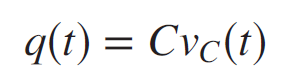 q(t) = Cv_C(t)